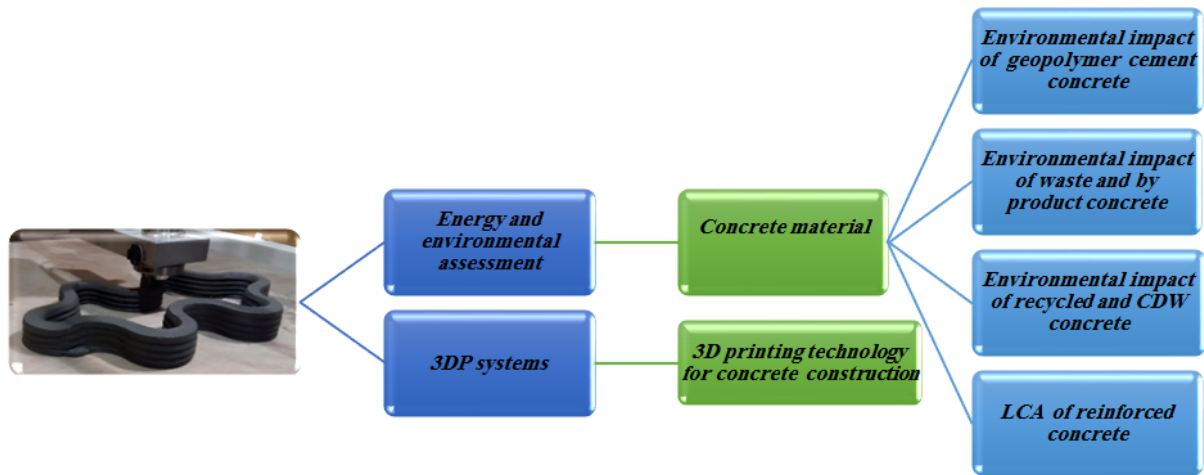 Energy and
environmental
assessment
3DP systems
Concrete material
3D printing technology
for concrete construction
Environmental impact
of geopolymer cement
concrete
Environmental impact
of waste and by
product concrete
Environmental impact
of recycled and CDW
concrete
LCA of reinforced
concrete